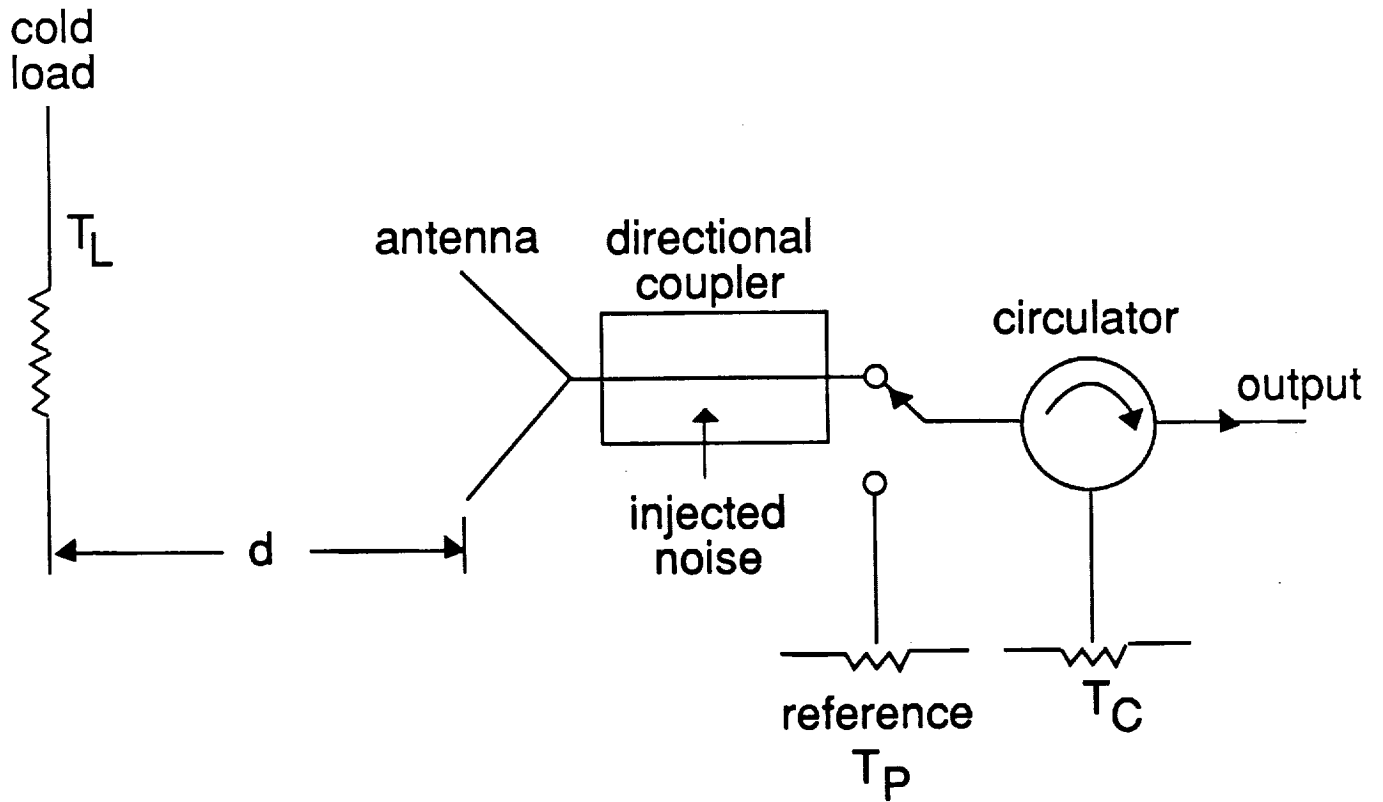 cold
load
T_L
antenna
directional
coupler
circulator
output
injected
noise
d
reference
T_P
T_C